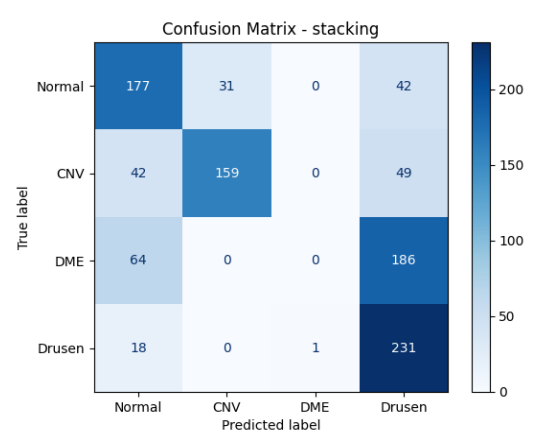 Confusion Matrix - stacking
True label
Normal 177 31 0 42
CNV 42 159 0 49
DME 64 0 0 186
Drusen 18 0 1 231
Normal CNV DME Drusen
Predicted label
200
150
100
50
0